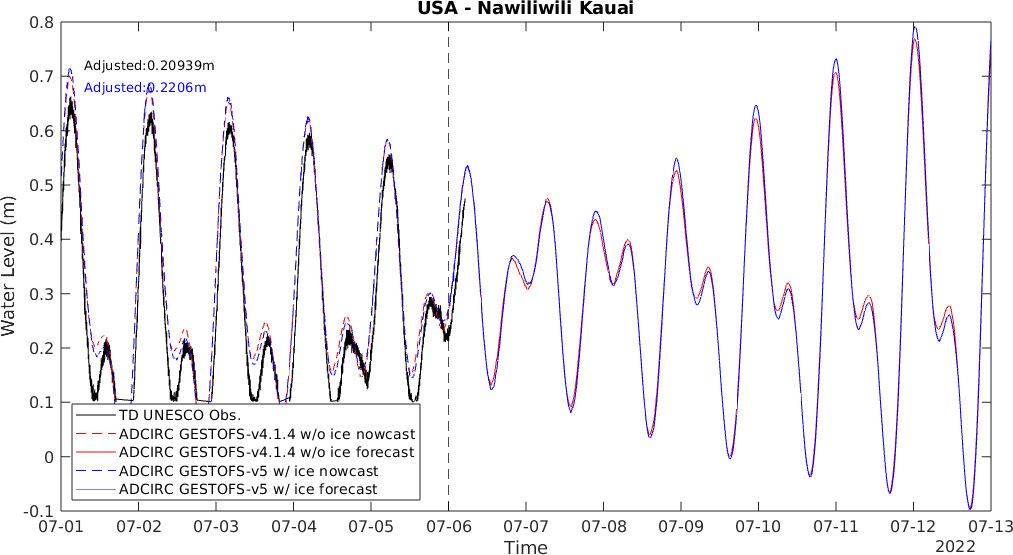 USA - Nawiliwili Kauai
0.8
0.7
0.6
0.5
0.4
0.3
0.2
0.1
0
-0.1
Water Level (m)
Adjusted:0.20939m
Adjusted:0.2206m
TD UNESCO Obs.
ADCIRC GESTOFS-v4.1.4 w/o ice nowcast
ADCIRC GESTOFS-v4.1.4 w/o ice forecast
ADCIRC GESTOFS-v5 w/ ice nowcast
ADCIRC GESTOFS-v5 w/ ice forecast
07-01 07-02 07-03 07-04 07-05 07-06 07-07 07-08 07-09 07-10 07-11 07-12 07-13
Time
2022